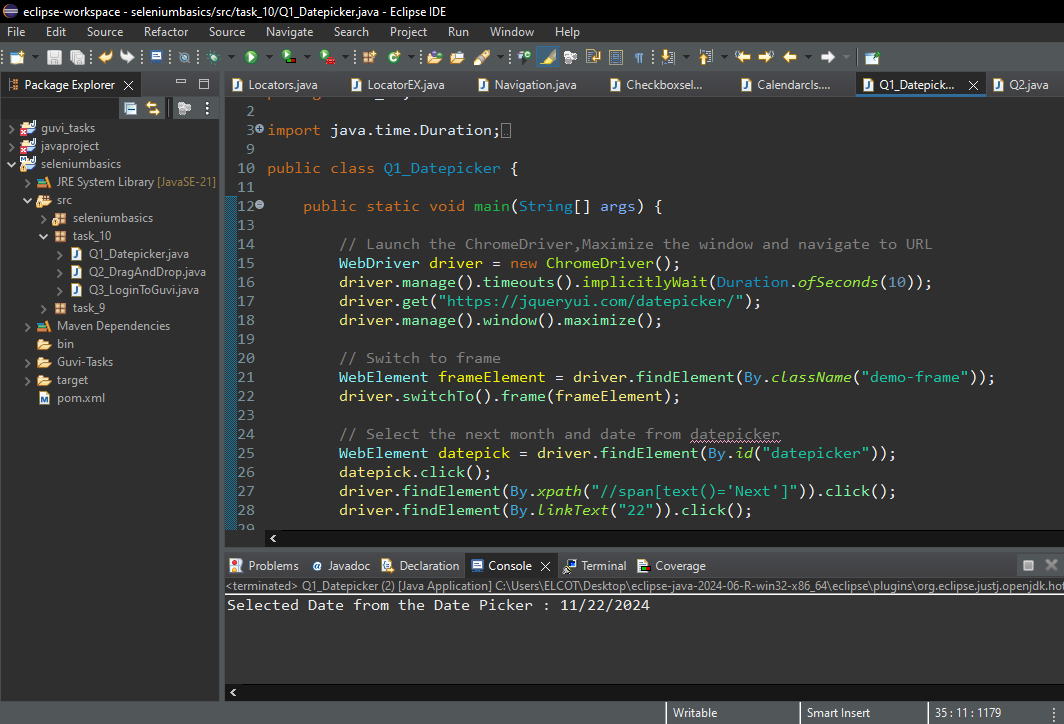 eclipse-workspace - seleniumbasics/src/task_10/Q1_Datepicker.java - Eclipse IDE
File Edit Source Refactor Source Navigate Search Project Run Window Help
Package Explorer
Locators.java LocatorEX.java Navigation.java Checkboxsel... Calendarcls.... Q1_Datepick... Q2.java
guvi_tasks
javaproject
seleniumbasics
JRE System Library [JavaSE-21]
src
seleniumbasics
task_10
Q1_Datepicker.java
Q2_DragAndDrop.java
Q3_LoginToGuvi.java
task_9
Maven Dependencies
bin
Guvi-Tasks
target
pom.xml
2
3 import java.time.Duration;
9
10 public class Q1_Datepicker {
11
12 public static void main(String[] args) {
13
14 // Launch the ChromeDriver,Maximize the window and navigate to URL
15 WebDriver driver = new ChromeDriver();
16 driver.manage().timeouts().implicitlyWait(Duration.ofSeconds(10));
17 driver.get("https://jqueryui.com/datepicker/");
18 driver.manage().window().maximize();
19
20 // Switch to frame
21 WebElement frameElement = driver.findElement(By.className("demo-frame"));
22 driver.switchTo().frame(frameElement);
23
24 // Select the next month and date from datepicker
25 WebElement datepick = driver.findElement(By.id("datepicker"));
26 datepick.click();
27 driver.findElement(By.xpath("//span[text()='Next']")).click();
28 driver.findElement(By.linkText("22")).click();
29
Problems Javadoc Declaration Console Terminal Coverage
<terminated> Q1_Datepicker (2) [Java Application] C:\Users\ELCOT\Desktop\eclipse-java-2024-06-R-win32-x86_64\eclipse\plugins\org.eclipse.justj.openjdk.hot
Selected Date from the Date Picker : 11/22/2024
Writable Smart Insert 35 : 11 : 1179